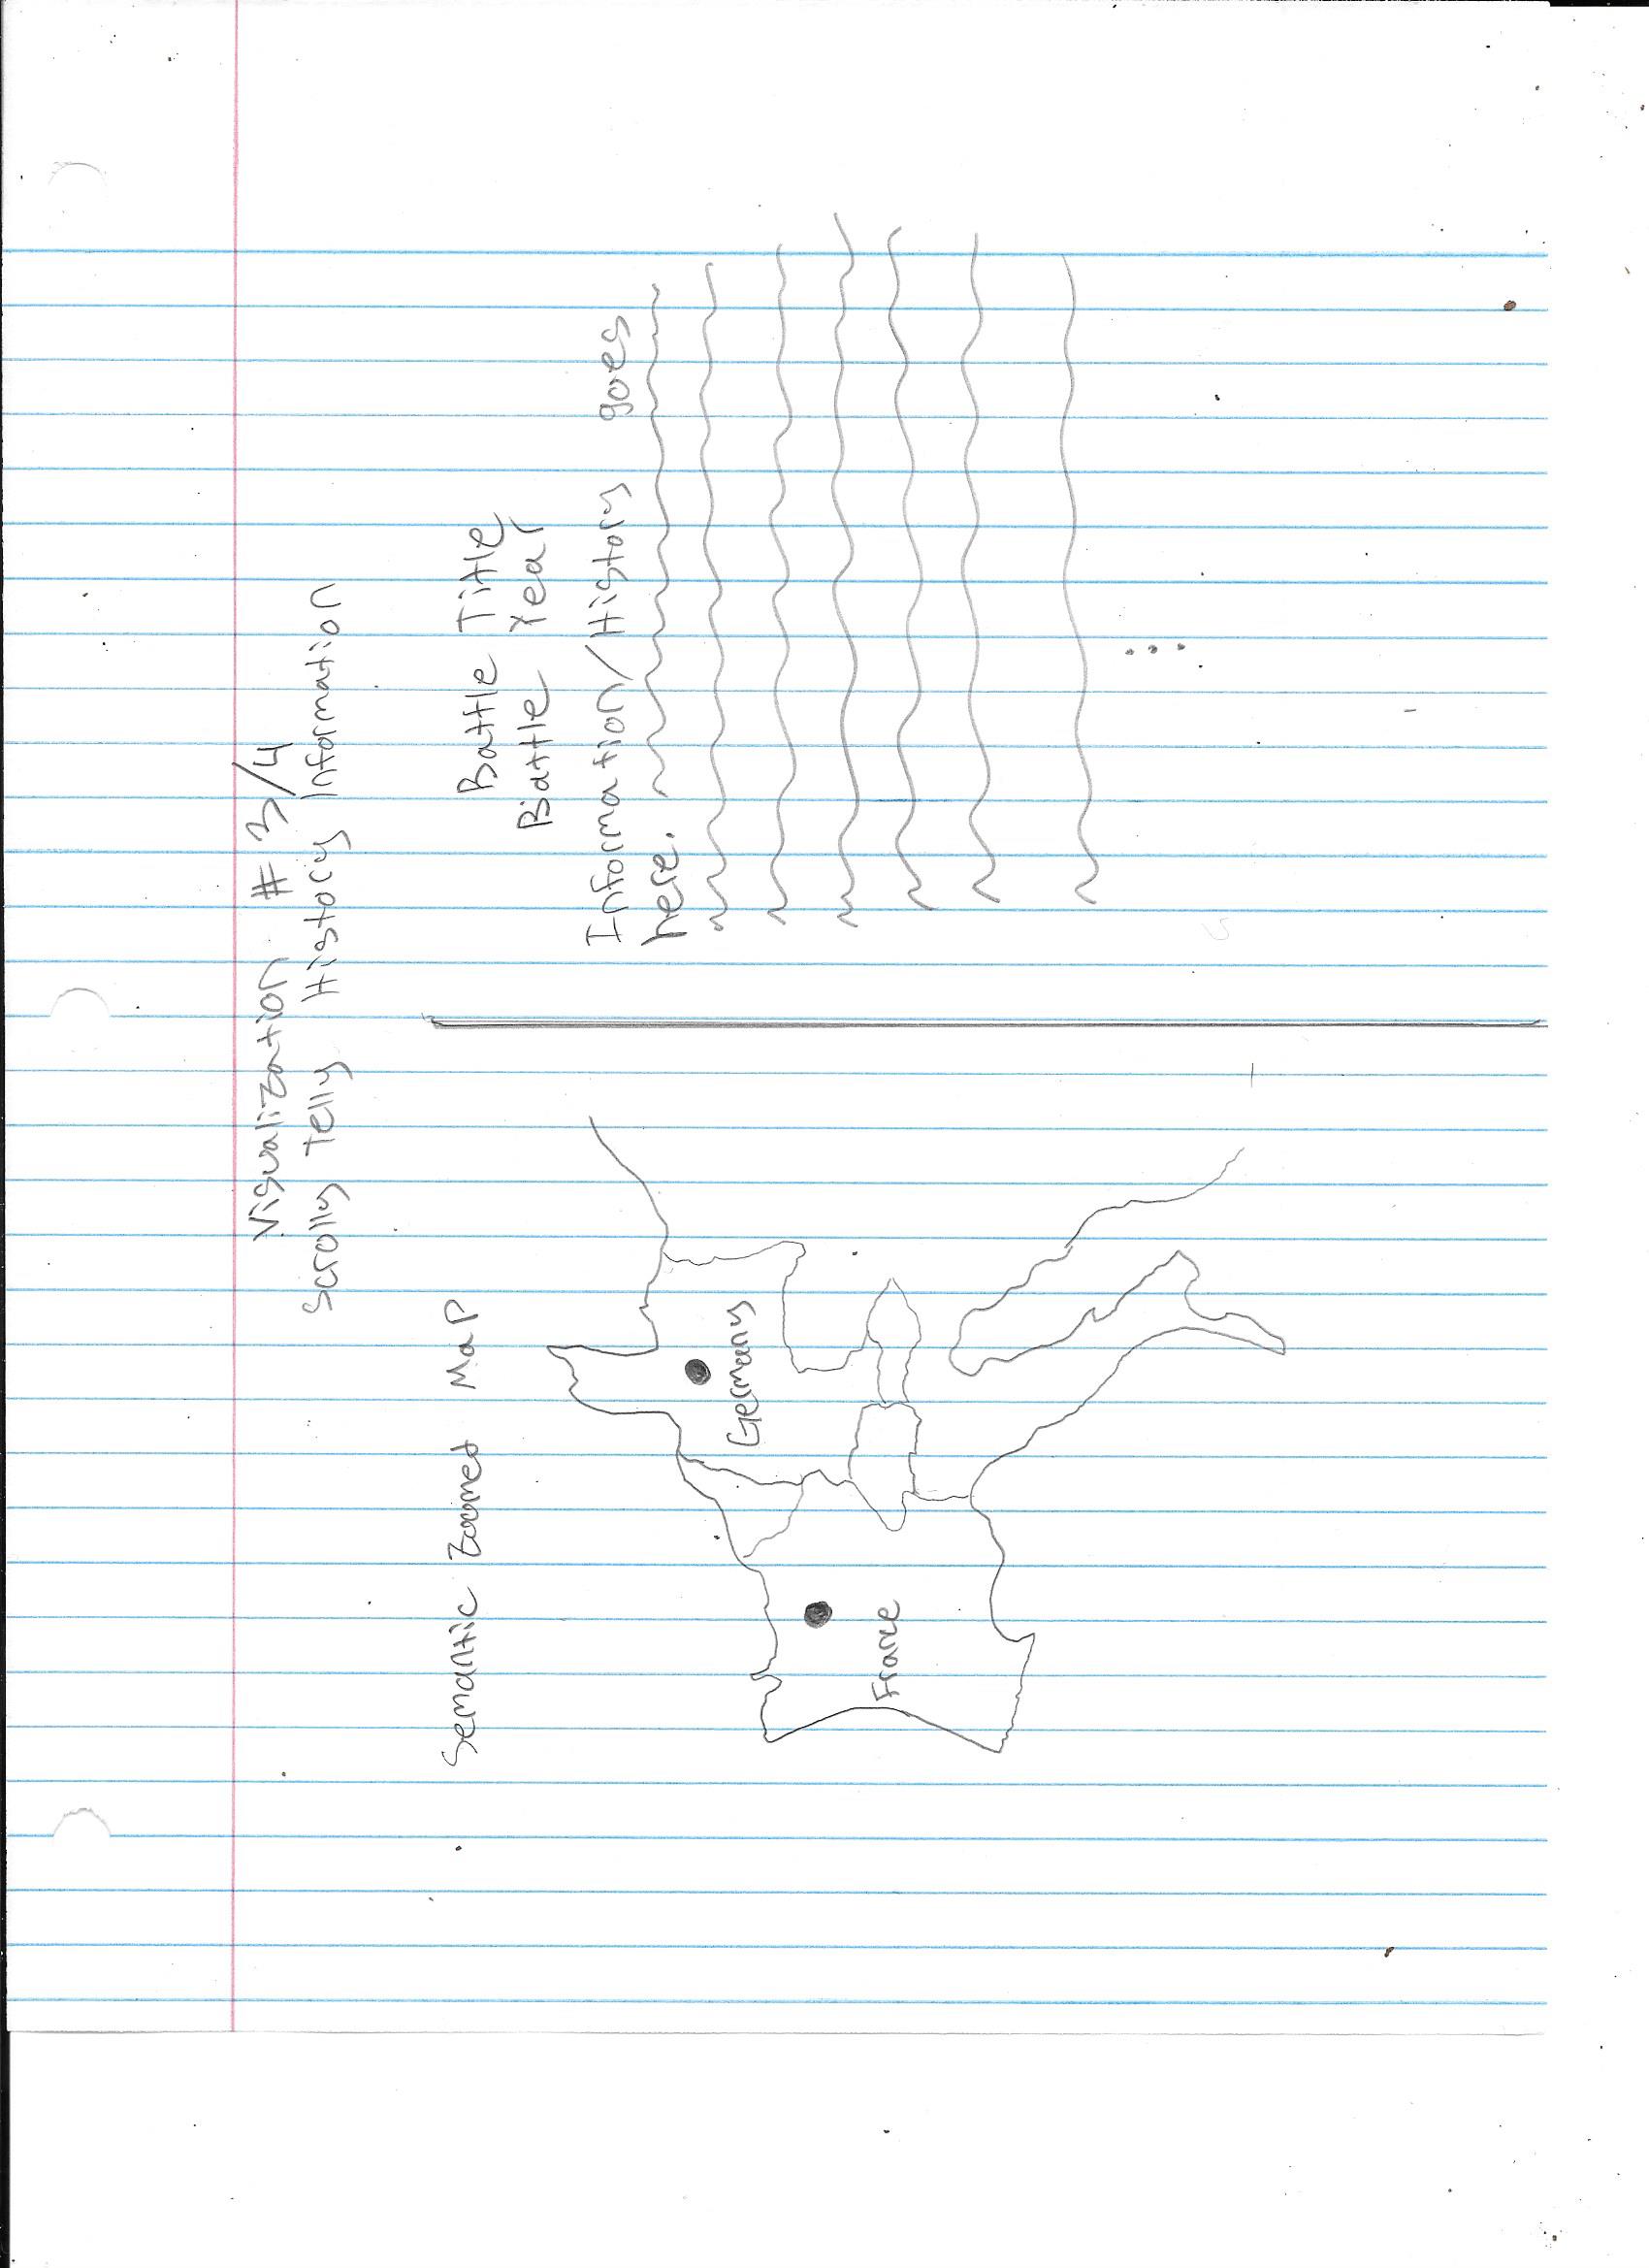 Visualization #3/4
Scrolly telly History Information
Semantic Zoomed Map
Germany
France
Battle Title
Battle Year
Information/History goes
here.
...